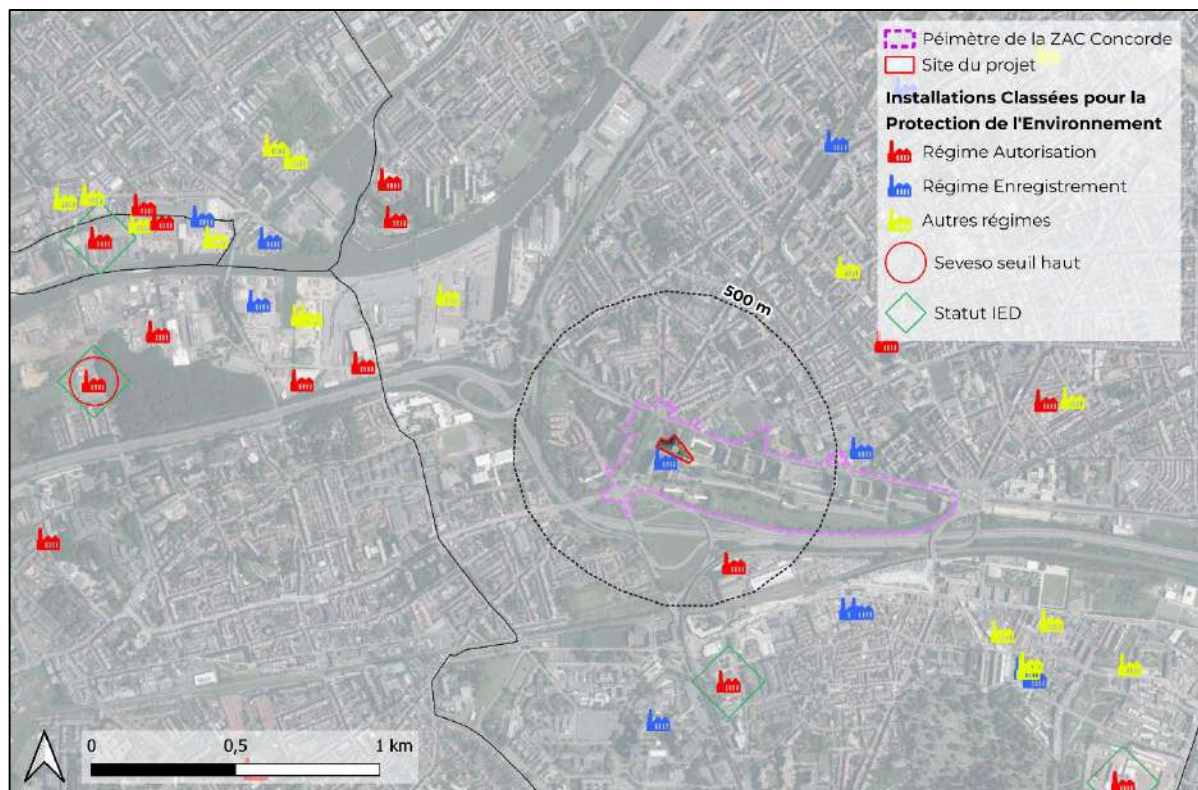 Péimètre de la ZAC Concorde
Site du projet
Installations Classées pour la
Protection de l'Environnement
Régime Autorisation
Régime Enregistrement
Autres régimes
Seveso seuil haut
Statut IED
500 m
0
0,5
1 km